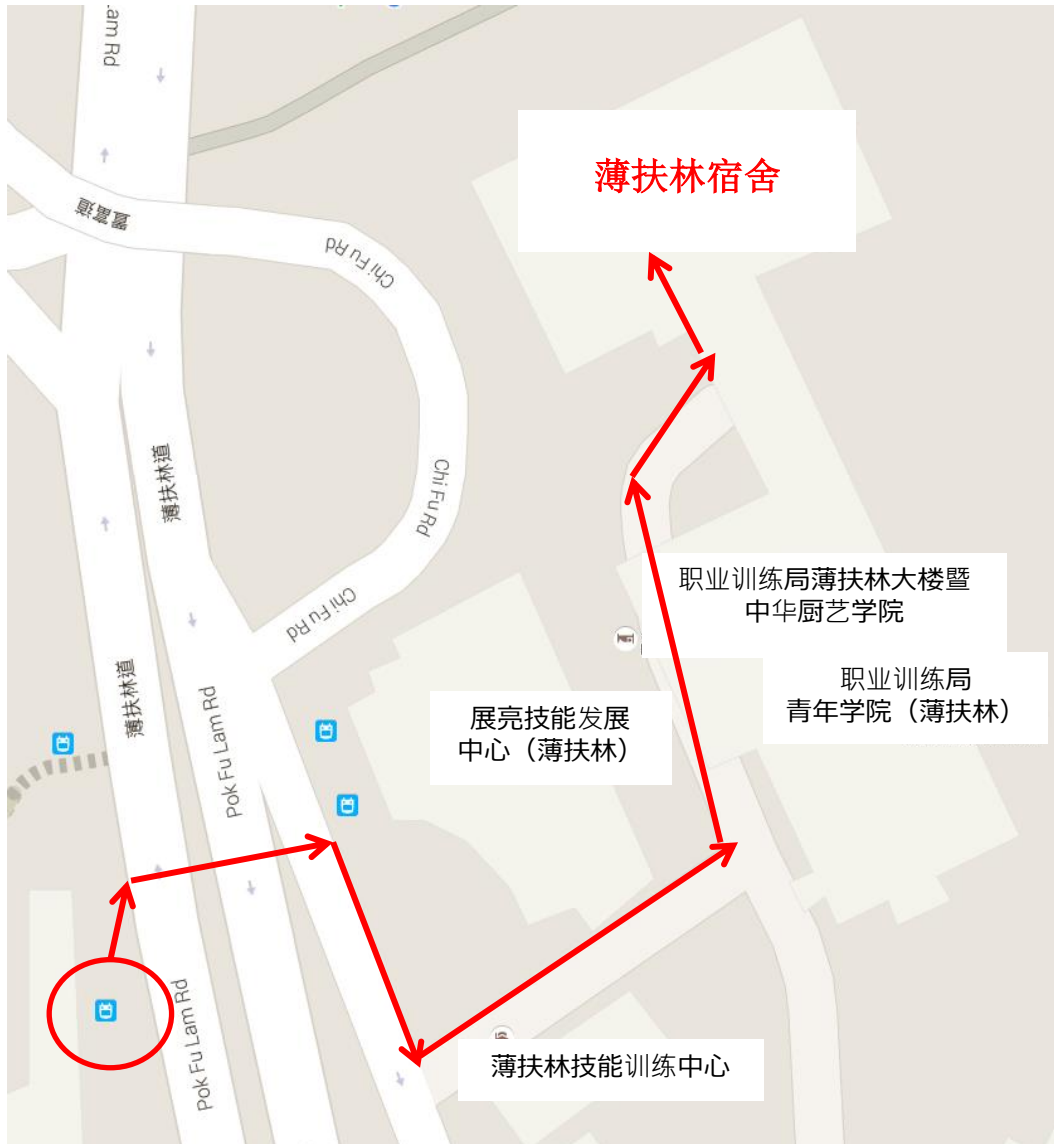 am Rd
薄扶林宿舍
置富道
Chi Fu Rd
薄扶林道
Chi Fu Rd
职业训练局薄扶林大楼暨
中华厨艺学院
Chi Fu Rd
薄扶林道
职业训练局
青年学院（薄扶林）
展亮技能发展
中心（薄扶林）
Pok Fu Lam Rd
Pok Fu Lam Rd
薄扶林技能训练中心